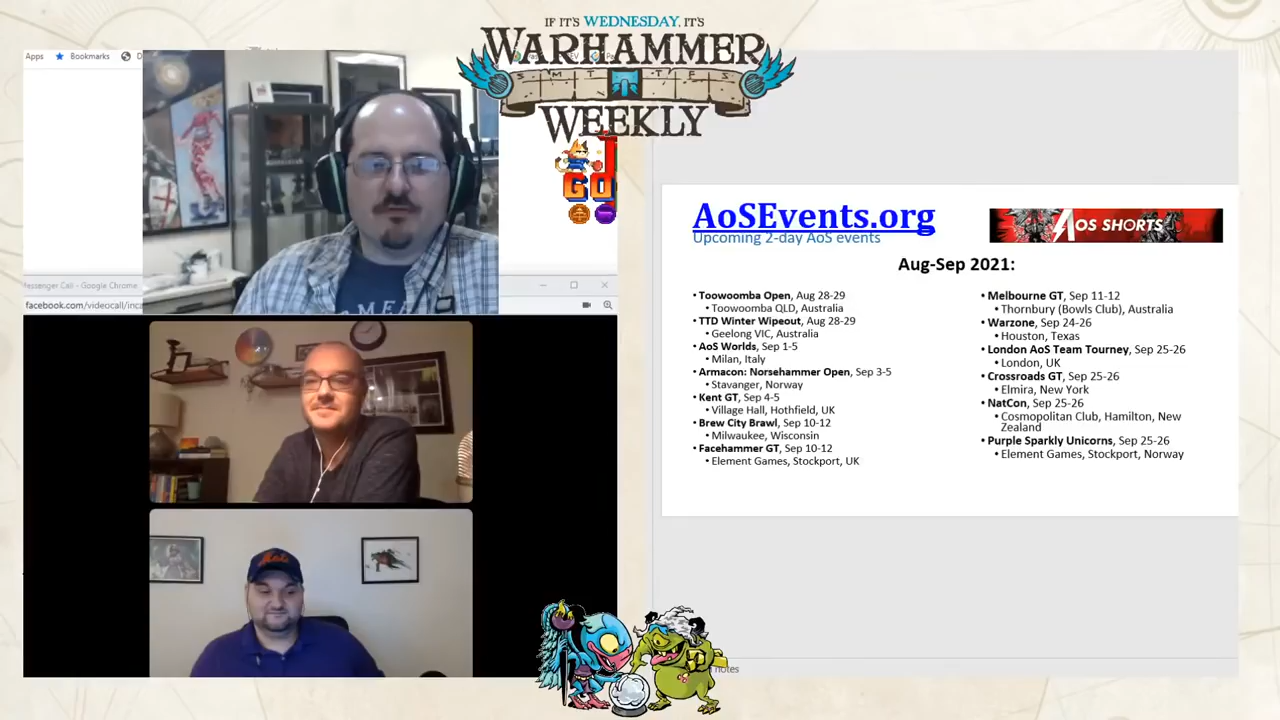 IF IT'S WEDNESDAY, IT'S
WARHAMMER
WEEKLY
Apps
Bookmarks
Messenger Call - Google Chrome
facebook.com/videocall/inc
GO
AoSEvents.org
Upcoming 2-day AoS events
AOS SHORTS
Aug-Sep 2021:
• Toowoomba Open, Aug 28-29
• Toowoomba QLD, Australia
• TTD Winter Wipeout, Aug 28-29
• Geelong VIC, Australia
• AoS Worlds, Sep 1-5
• Milan, Italy
• Armacon: Norsehammer Open, Sep 3-5
• Stavanger, Norway
• Kent GT, Sep 4-5
• Village Hall, Hothfield, UK
• Brew City Brawl, Sep 10-12
• Milwaukee, Wisconsin
• Facehammer GT, Sep 10-12
• Element Games, Stockport, UK
• Melbourne GT, Sep 11-12
• Thornbury (Bowls Club), Australia
• Warzone, Sep 24-26
• Houston, Texas
• London AoS Team Tourney, Sep 25-26
• London, UK
• Crossroads GT, Sep 25-26
• Elmira, New York
• NatCon, Sep 25-26
• Cosmopolitan Club, Hamilton, New
Zealand
• Purple Sparkly Unicorns, Sep 25-26
• Element Games, Stockport, Norway
notes